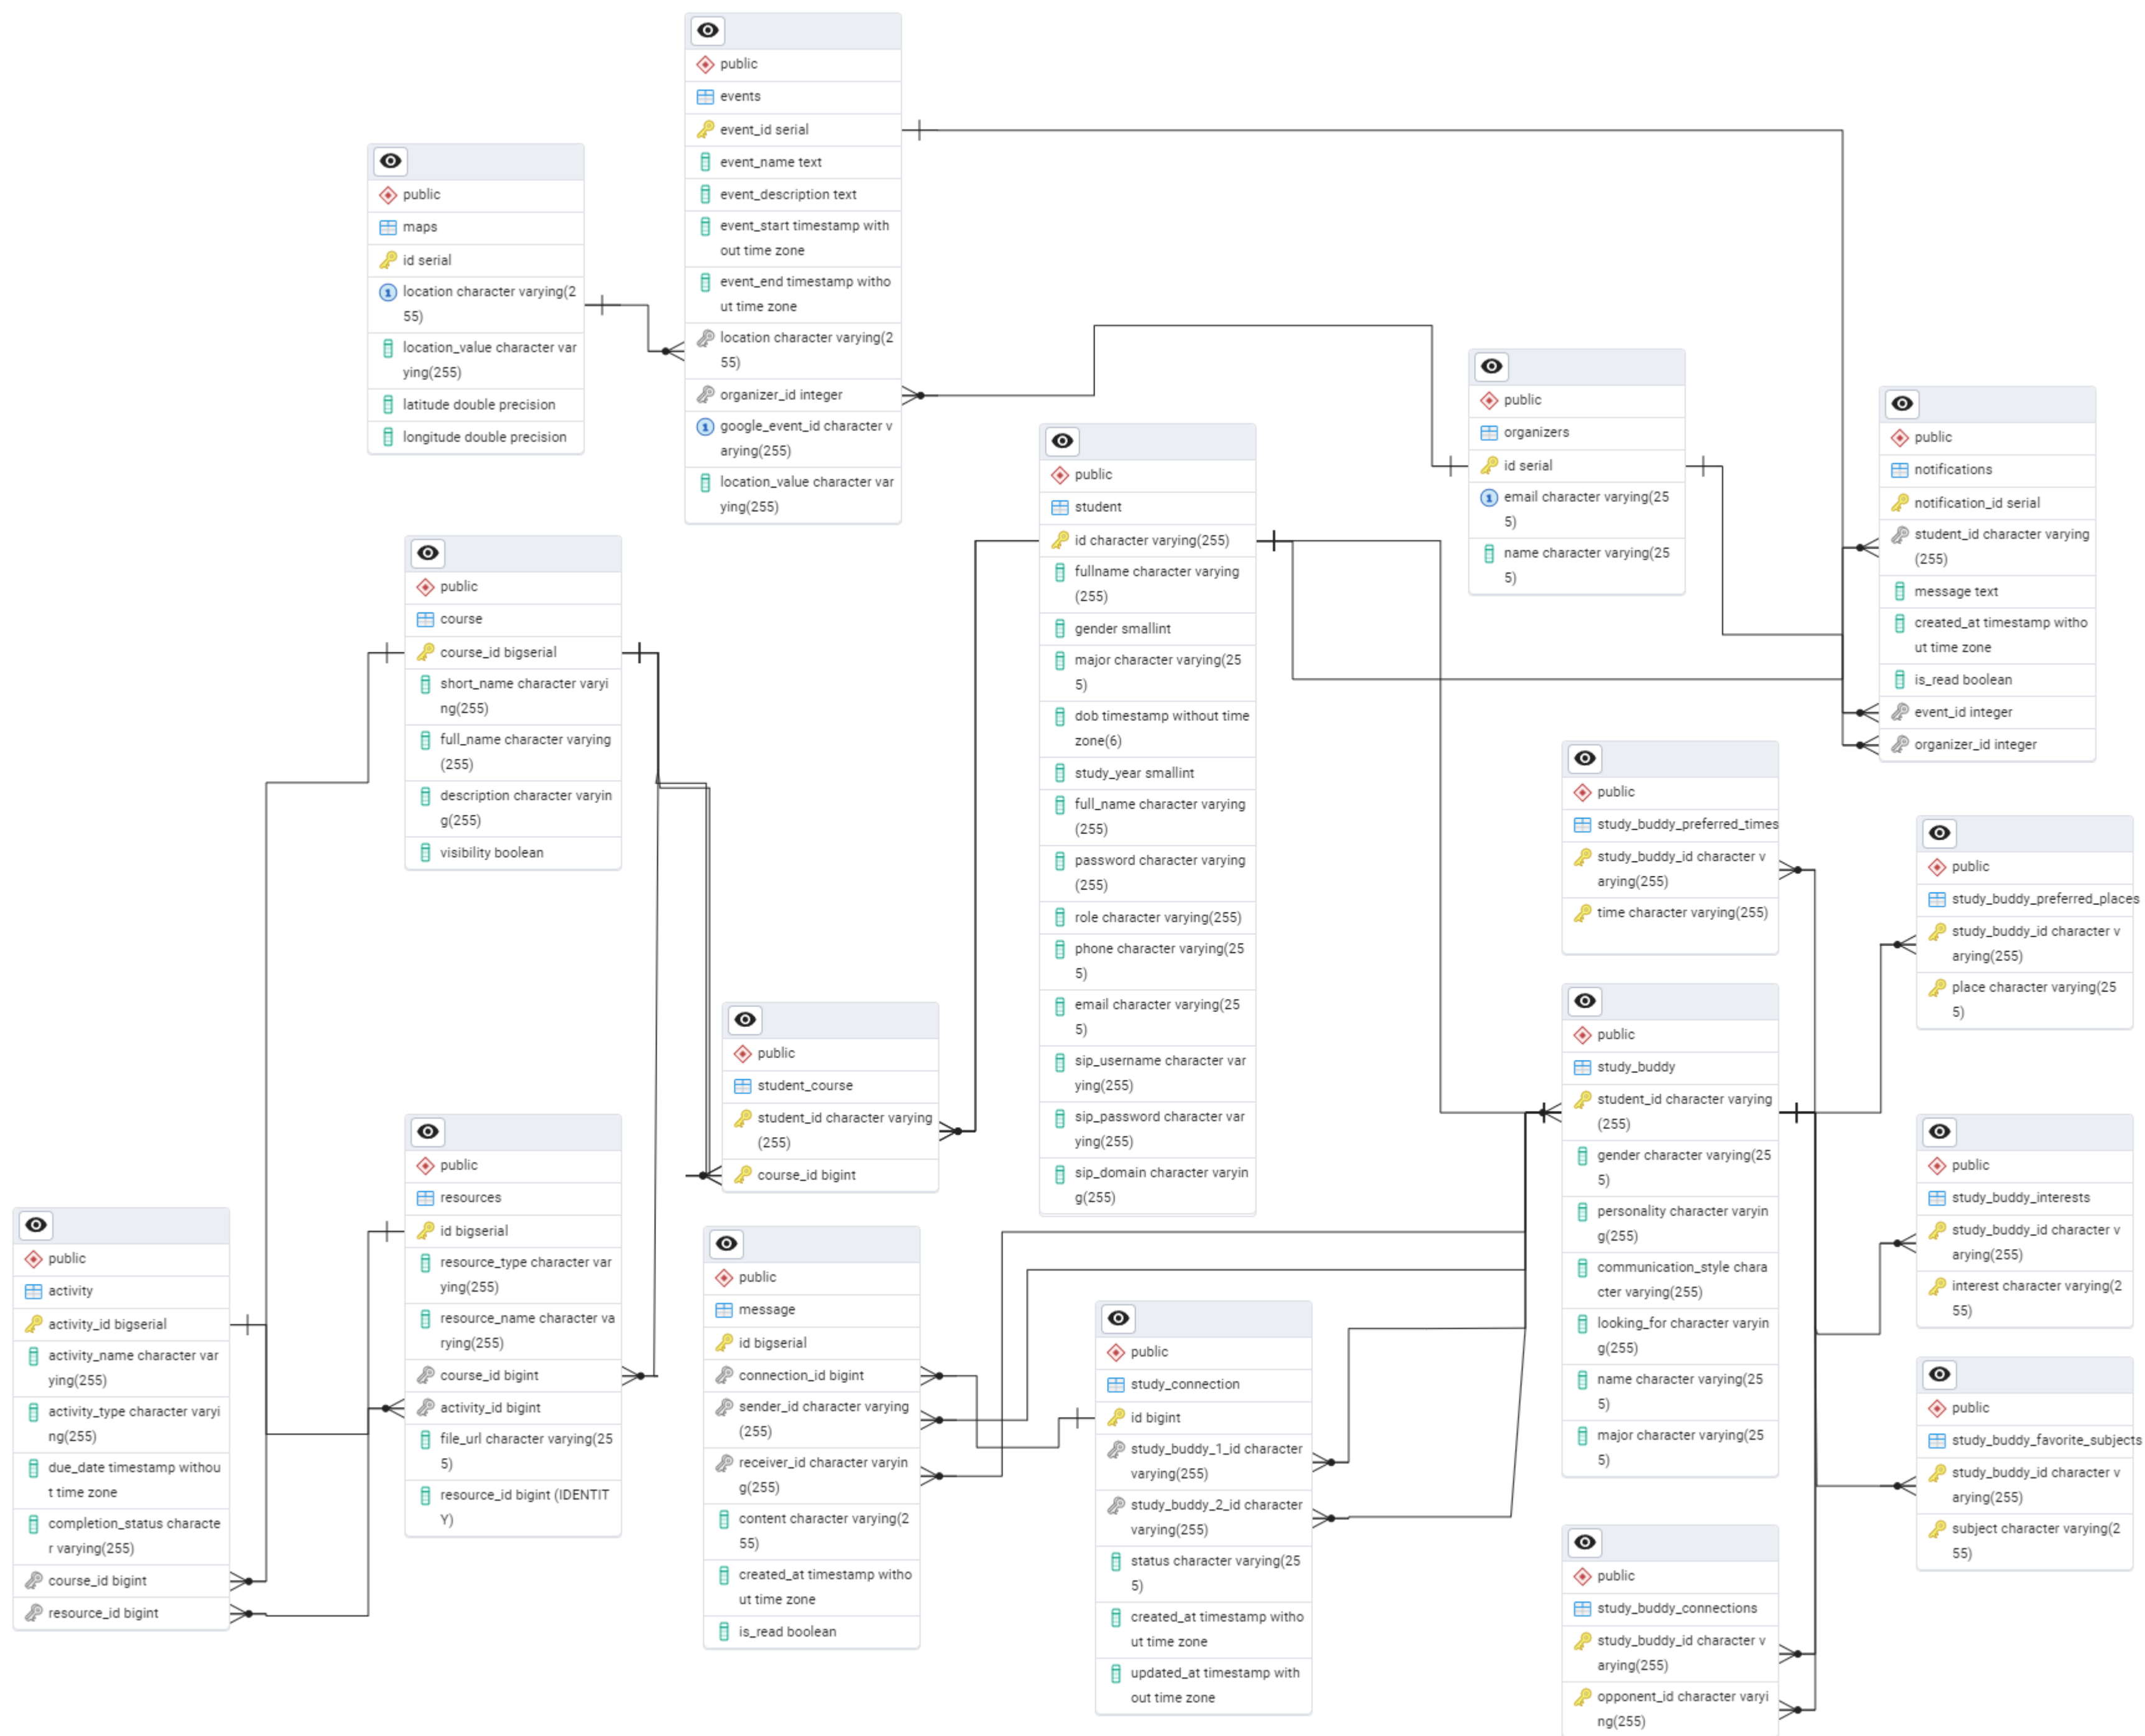 public
events
event_id serial
event_name text
event_description text
event_start timestamp with
out time zone
event_end timestamp witho
ut time zone
location character varying(2
55)
organizer_id integer
google_event_id character v
arying(255)
location_value character var
ying(255)
public
maps
id serial
location character varying(2
55)
location_value character var
ying(255)
latitude double precision
longitude double precision
public
organizers
id serial
email character varying(25
5)
name character varying(25
5)
public
notifications
notification_id serial
student_id character varying
(255)
message text
created_at timestamp witho
ut time zone
is_read boolean
event_id integer
organizer_id integer
public
student
id character varying(255)
fullname character varying
(255)
gender smallint
major character varying(25
5)
dob timestamp without time
zone(6)
study_year smallint
full_name character varying
(255)
password character varying
(255)
role character varying(255)
phone character varying(25
5)
email character varying(25
5)
sip_username character var
ying(255)
sip_password character var
ying(255)
sip_domain character varyin
g(255)
public
course
course_id bigserial
short_name character varyi
ng(255)
full_name character varying
(255)
description character varyin
g(255)
visibility boolean
public
study_buddy_preferred_times
study_buddy_id character v
arying(255)
time character varying(255)
public
study_buddy_preferred_places
study_buddy_id character v
arying(255)
place character varying(25
5)
public
student_course
student_id character varying
(255)
course_id bigint
public
study_buddy
student_id character varying
(255)
gender character varying(25
5)
personality character varyin
g(255)
communication_style chara
cter varying(255)
looking_for character varyin
g(255)
name character varying(25
5)
major character varying(25
5)
public
resources
id bigserial
resource_type character var
ying(255)
resource_name character va
rying(255)
course_id bigint
activity_id bigint
file_url character varying(25
5)
resource_id bigint (IDENTIT
Y)
public
study_buddy_interests
study_buddy_id character v
arying(255)
interest character varying(2
55)
public
activity
activity_id bigserial
activity_name character var
ying(255)
activity_type character varyi
ng(255)
due_date timestamp withou
t time zone
completion_status characte
r varying(255)
course_id bigint
resource_id bigint
public
message
id bigserial
connection_id bigint
sender_id character varying
(255)
receiver_id character varyin
g(255)
content character varying(2
55)
created_at timestamp witho
ut time zone
is_read boolean
public
study_connection
id bigint
study_buddy_1_id character
varying(255)
study_buddy_2_id character
varying(255)
status character varying(25
5)
created_at timestamp witho
ut time zone
updated_at timestamp with
out time zone
public
study_buddy_favorite_subjects
study_buddy_id character v
arying(255)
subject character varying(2
55)
public
study_buddy_connections
study_buddy_id character v
arying(255)
opponent_id character varyi
ng(255)